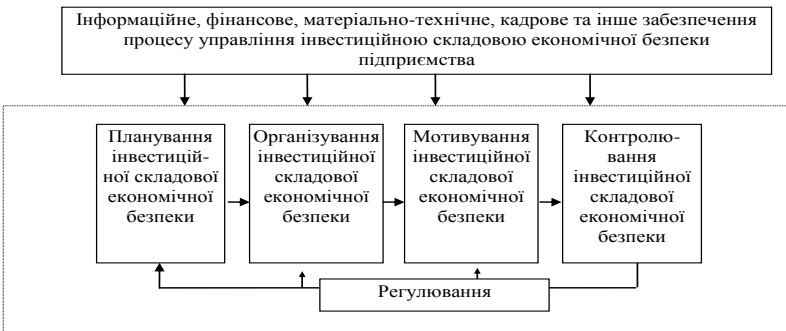 Інформаційне, фінансове, матеріально-технічне, кадрове та інше забезпечення
процесу управління інвестиційною складовою економічної безпеки
підприємства
Планування
інвестицій-
ної складової
економічної
безпеки
Організування
інвестиційної
складової
економічної
безпеки
Мотивування
інвестиційної
складової
економічної
безпеки
Контролю-
вання
інвестиційної
складової
економічної
безпеки
Регулювання